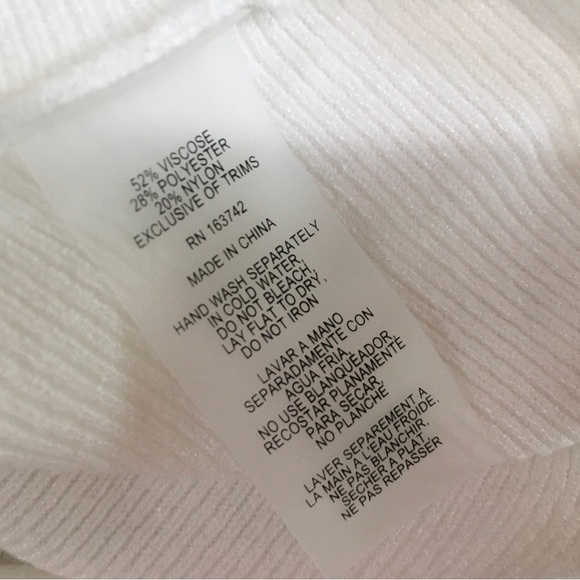 52% VISCOSE
28% POLYESTER
20% NYLON
EXCLUSIVE OF TRIMS
RN 163742
MADE IN CHINA
HAND WASH SEPARATELY
IN COLD WATER,
DO NOT BLEACH,
LAY FLAT TO DRY,
DO NOT IRON
LAVAR A MANO
SEPARADAMENTE CON
AGUA FRIA,
NO USE BLANQUEADOR,
RECOSTAR PLANAMENTE
PARA SECAR,
NO PLANCHE
LAVER SEPAREMENT A
LA MAIN A L'EAU FROIDE,
NE PAS BLANCHIR,
SECHER A PLAT,
NE PAS REPASSER